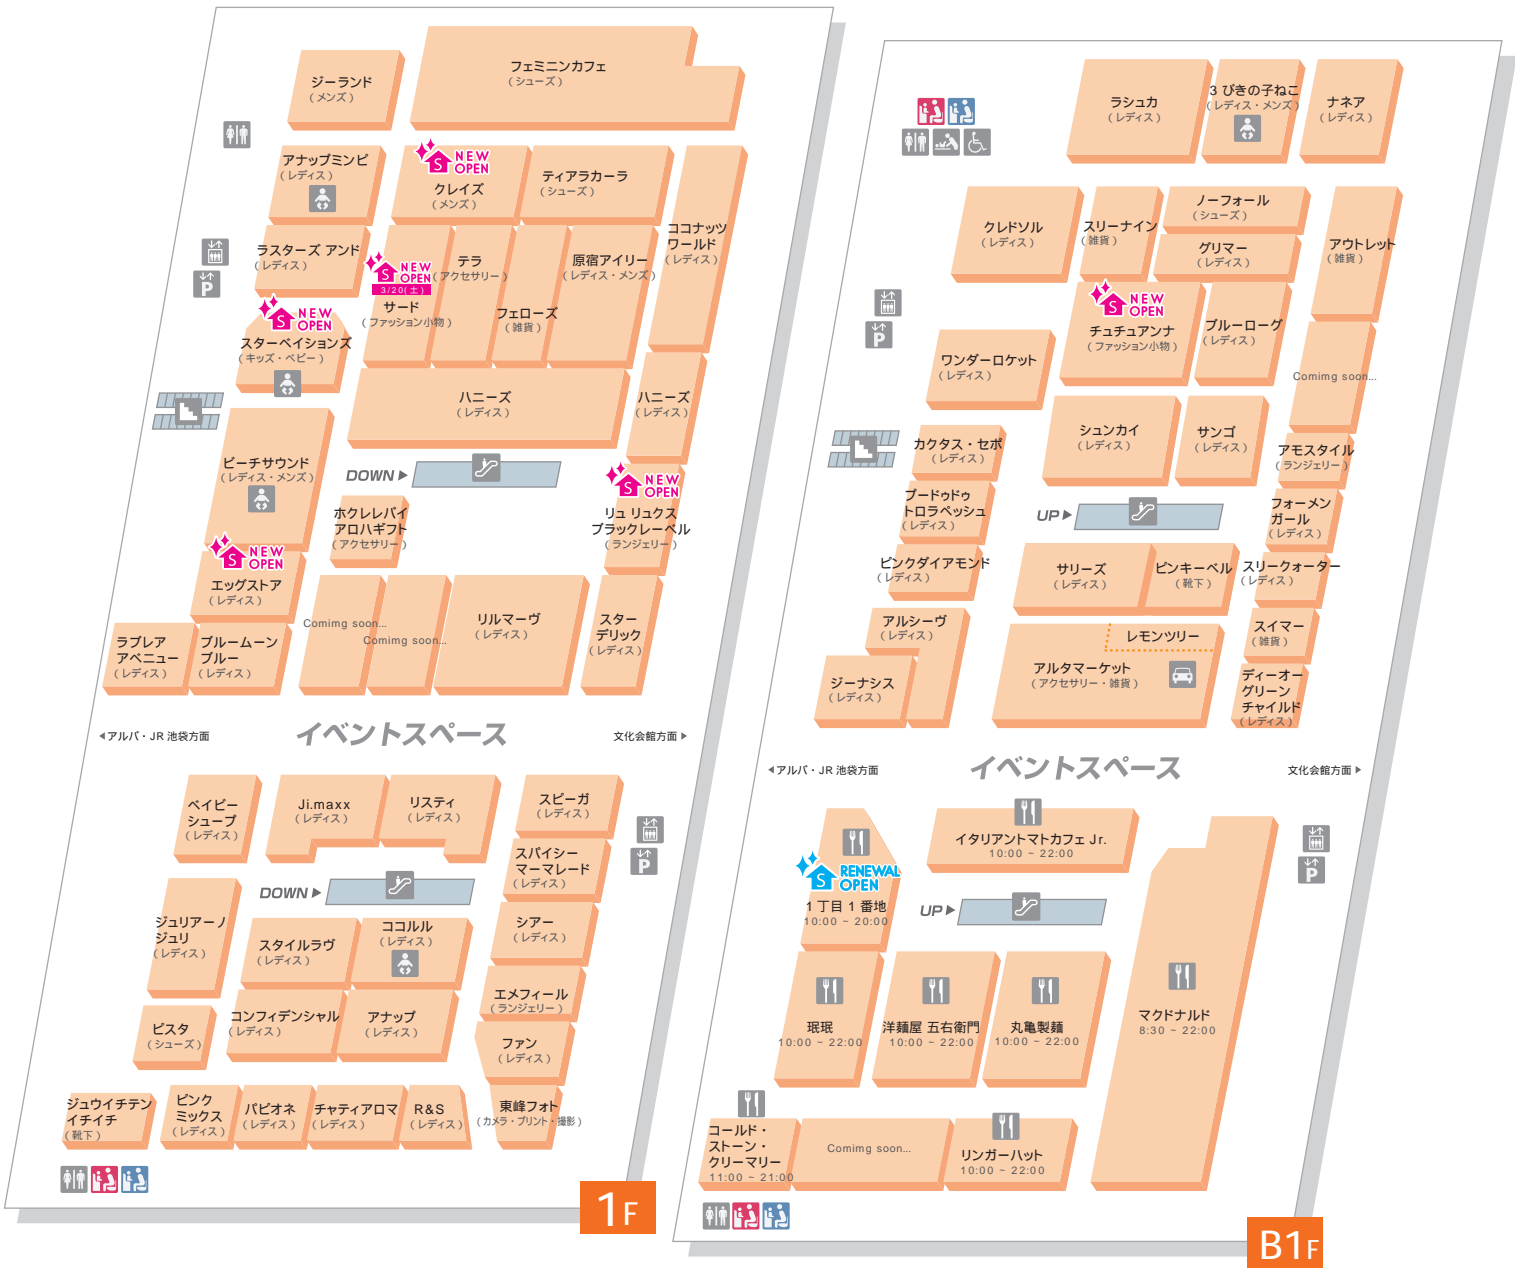 フェミニンカフェ
(シューズ)
ジーランド
(メンズ)
アナップミンピ
(レディス)
NEW
OPEN
クレイズ
(メンズ)
ティアラカーラ
(シューズ)
ココナッツ
ワールド
(レディス)
ラスターズ アンド
(レディス)
NEW
OPEN
3/20(土)
サード
(ファッション小物)
テラ
(アクセサリー)
フェローズ
(雑貨)
原宿アイリー
(レディス・メンズ)
NEW
OPEN
スターベイションズ
(キッズ・ベビー)
ハニーズ
(レディス)
ハニーズ
(レディス)
ビーチサウンド
(レディス・メンズ)
DOWN
NEW
OPEN
リュ リュクス
ブラックレーベル
(ランジェリー)
ホクレレバイ
アロハギフト
(アクセサリー)
NEW
OPEN
エッグストア
(レディス)
Comimg soon...
Comimg soon...
リルマーヴ
(レディス)
スター
デリック
(レディス)
ラブレア
アベニュー
(レディス)
ブルームーン
ブルー
(レディス)
アルパ・JR 池袋方面
イベントスペース
文化会館方面
ベイビー
シュープ
(レディス)
Ji.maxx
(レディス)
リスティ
(レディス)
スピーガ
(レディス)
スパイシー
マーマレード
(レディス)
DOWN
ジュリアーノ
ジュリ
(レディス)
スタイルラヴ
(レディス)
ココルル
(レディス)
シアー
(レディス)
エメフィール
(ランジェリー)
ピスタ
(シューズ)
コンフィデンシャル
(レディス)
アナップ
(レディス)
ファン
(レディス)
ジュウイチテン
イチイチ
(靴下)
ピンク
ミックス
(レディス)
パピオネ
(レディス)
チャティアロマ
(レディス)
R&S
(レディス)
東峰フォト
(カメラ・プリント・撮影)
P
P
1F
ラシュカ
(レディス)
3 びきの子ねこ
(レディス・メンズ)
ナネア
(レディス)
クレドソル
(レディス)
スリーナイン
(雑貨)
ノーフォール
(シューズ)
グリマー
(レディス)
アウトレット
(雑貨)
NEW
OPEN
チュチュアンナ
(ファッション小物)
ブルーローグ
(レディス)
ワンダーロケット
(レディス)
Comimg soon...
カクタス・セポ
(レディス)
シュンカイ
(レディス)
サンゴ
(レディス)
アモスタイル
(ランジェリー)
プードゥドゥ
トロラペッシュ
(レディス)
UP
フォーメン
ガール
(レディス)
ピンクダイアモンド
(レディス)
サリーズ
(レディス)
ピンキーベル
(靴下)
スリークォーター
(レディス)
アルシーヴ
(レディス)
レモンツリー
アルタマーケット
(アクセサリー・雑貨)
スイマー
(雑貨)
ジーナシス
(レディス)
ディーオー
グリーン
チャイルド
(レディス)
アルパ・JR 池袋方面
イベントスペース
文化会館方面
RENEWAL
OPEN
1 丁目 1 番地
10:00 ~ 20:00
イタリアントマトカフェ Jr.
10:00 ~ 22:00
UP
珉珉
10:00 ~ 22:00
洋麺屋 五右衛門
10:00 ~ 22:00
丸亀製麺
10:00 ~ 22:00
マクドナルド
8:30 ~ 22:00
コールド・
ストーン・
クリーマリー
11:00 ~ 21:00
Comimg soon...
リンガーハット
10:00 ~ 22:00
P
P
B1F